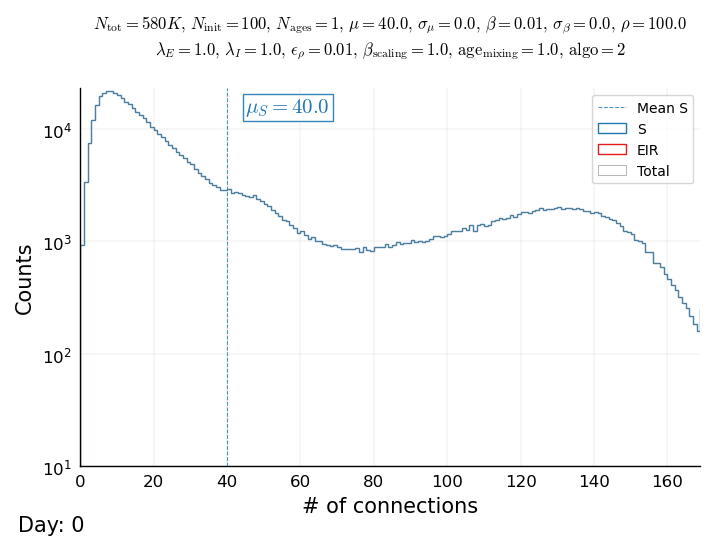 N_tot = 580K, N_init = 100, N_ages = 1, μ = 40.0, σ_μ = 0.0, β = 0.01, σ_β = 0.0, ρ = 100.0
λ_E = 1.0, λ_I = 1.0, ϵ_ρ = 0.01, β_scaling = 1.0, age_mixing = 1.0, algo = 2
μ_S = 40.0
Mean S
S
EIR
Total
10^4
10^3
10^2
10^1
Counts
0 20 40 60 80 100 120 140 160
# of connections
Day: 0